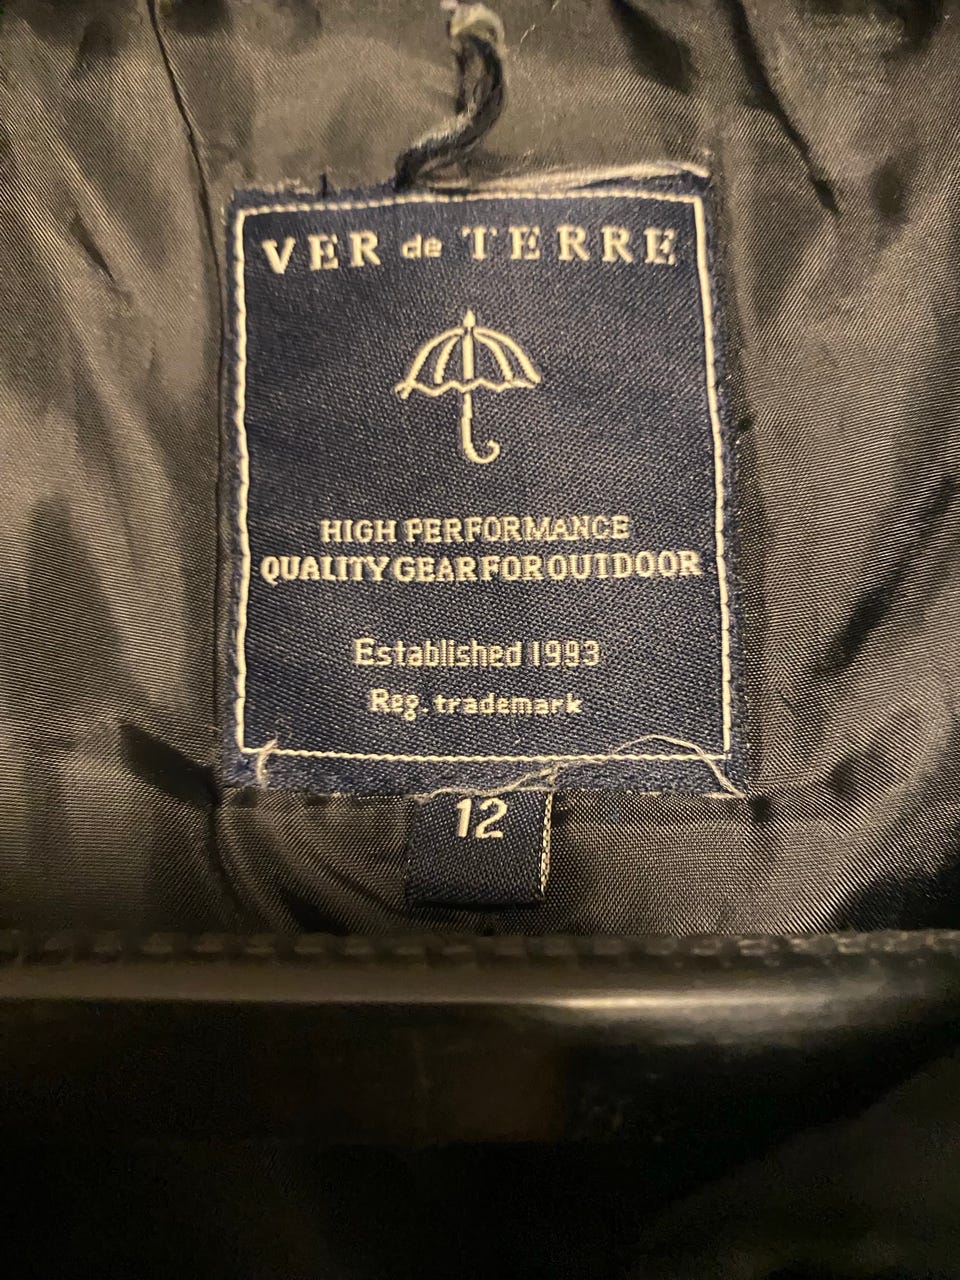 VER de TERRE
HIGH PERFORMANCE
QUALITY GEAR FOR OUTDOOR
Established 1993
Reg. trademark
12